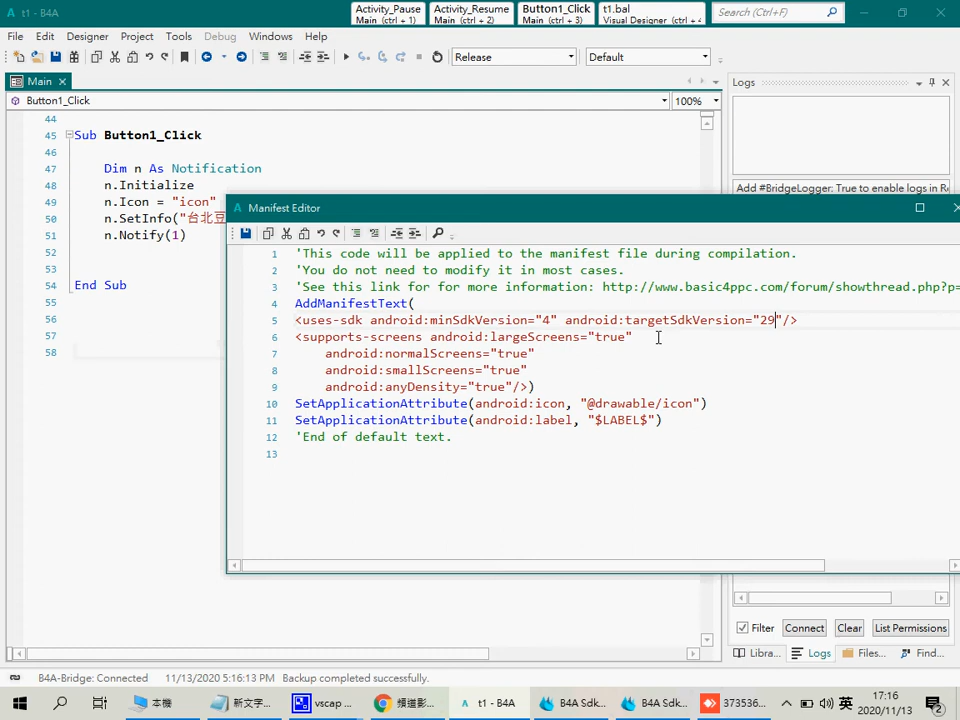 t1 - B4A
Activity_Pause
Main (ctrl + 1)
Activity_Resume
Main (ctrl + 2)
Button1_Click
Main (ctrl + 3)
t1.bal
Visual Designer (ctrl + 4
Search (Ctrl+F)
File Edit Designer Project Tools Debug Windows Help
Release
Default
Main
Logs
Button1_Click
100%
44
45 Sub Button1_Click
46
47 Dim n As Notification
48 n.Initialize
49 n.Icon = "icon"
50 n.SetInfo("台北豆
51 n.Notify(1)
52
53
54 End Sub
55
56
57
58
Add #BridgeLogger: True to enable logs in Re
Manifest Editor
1 'This code will be applied to the manifest file during compilation.
2 'You do not need to modify it in most cases.
3 'See this link for for more information: http://www.basic4ppc.com/forum/showthread.php?p=
4 AddManifestText(
5 <uses-sdk android:minSdkVersion="4" android:targetSdkVersion="29"/>
6 <supports-screens android:largeScreens="true"
7 android:normalScreens="true"
8 android:smallScreens="true"
9 android:anyDensity="true"/>)
10 SetApplicationAttribute(android:icon, "@drawable/icon")
11 SetApplicationAttribute(android:label, "$LABEL$")
12 'End of default text.
13
Filter Connect Clear List Permissions
Libra... Logs Files... Find...
B4A-Bridge: Connected 11/13/2020 5:16:13 PM Backup completed successfully.
本機 新文字... vscap ... 頻道影... t1 - B4A B4A Sdk... B4A Sdk... 373536... 英 17:16
2020/11/13
2